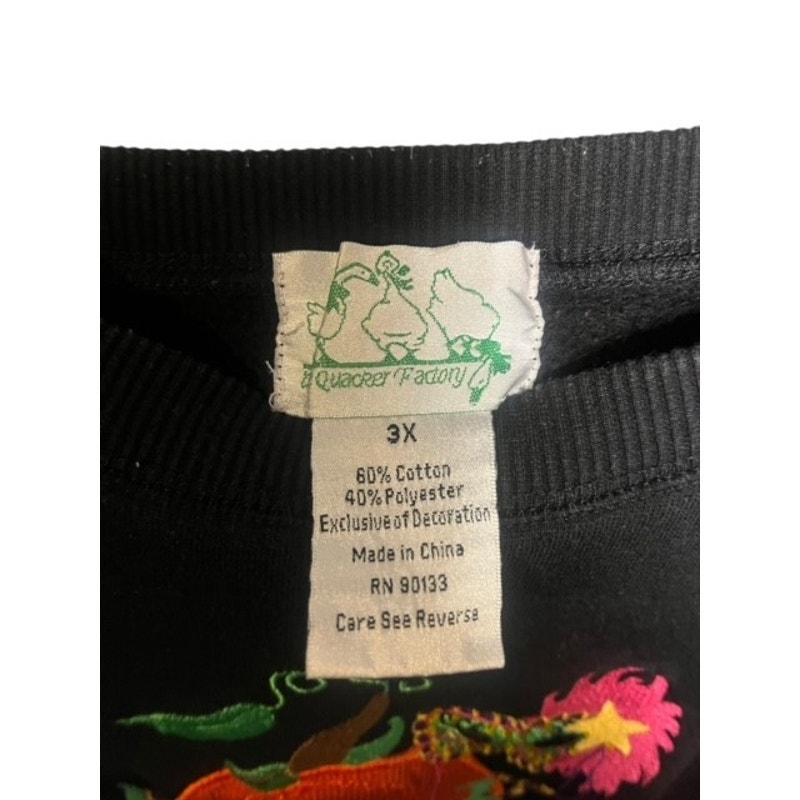 Quacker Factory
3X
60% Cotton
40% Polyester
Exclusive of Decoration
Made in China
RN 90133
Care See Reverse